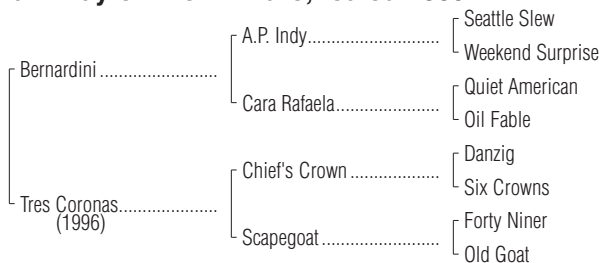 Seattle Slew
A.P. Indy
Weekend Surprise
Bernardini
Quiet American
Cara Rafaela
Oil Fable
Danzig
Chief's Crown
Six Crowns
Tres Coronas
(1996)
Forty Niner
Scapegoat
Old Goat